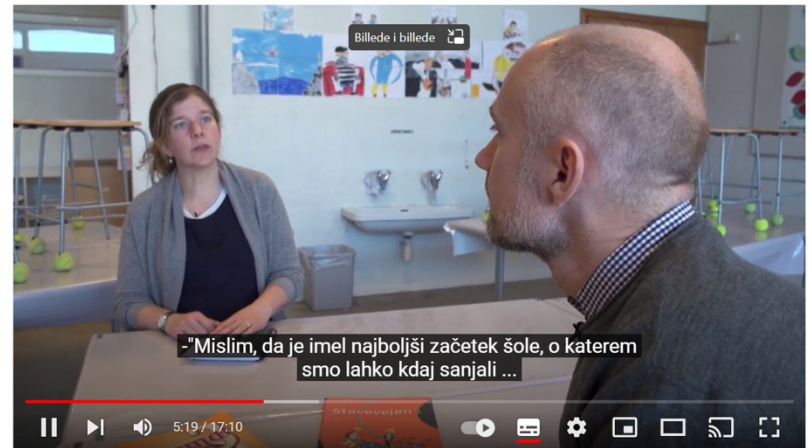 Billede i billede
-"Mislim, da je imel najboljši začetek šole, o katerem
smo lahko kdaj sanjali ...
5:19 / 17:10
Stavevejen